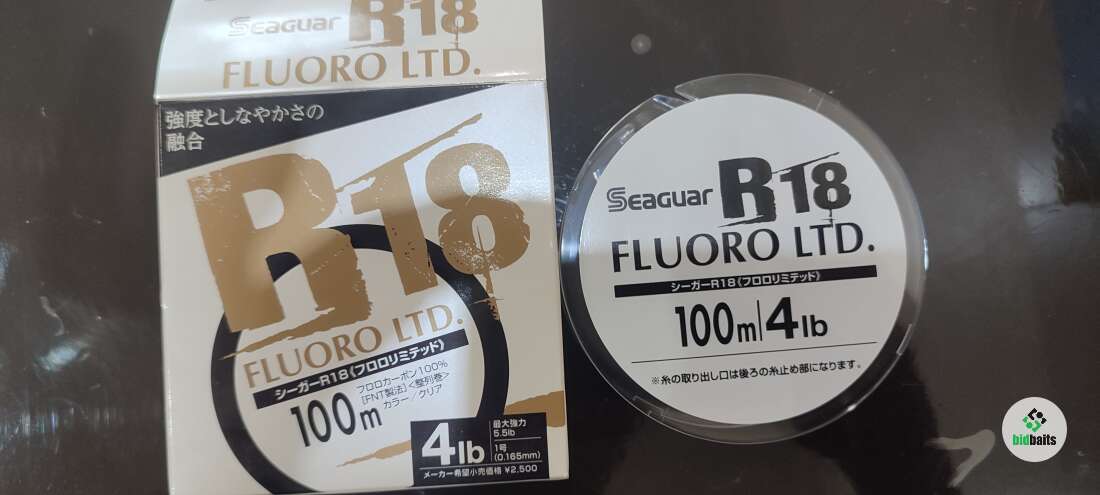 Seaguar R18
FLUORO LTD.
強度としなやかさの
融合
R18
FLUORO LTD.
シーガーR18《フロロリミテッド》
100m
フロロカーボン100%
[FNT製法]<整列巻>
カラー/クリア
4lb
最大強力
5.5lb
1号
(0.165mm)
メーカー希望小売価格 ¥2,500
Seaguar R18
FLUORO LTD.
シーガーR18《フロロリミテッド》
100m/4lb
※糸の取り出し口は後ろの糸止め部になります。
bidbaits